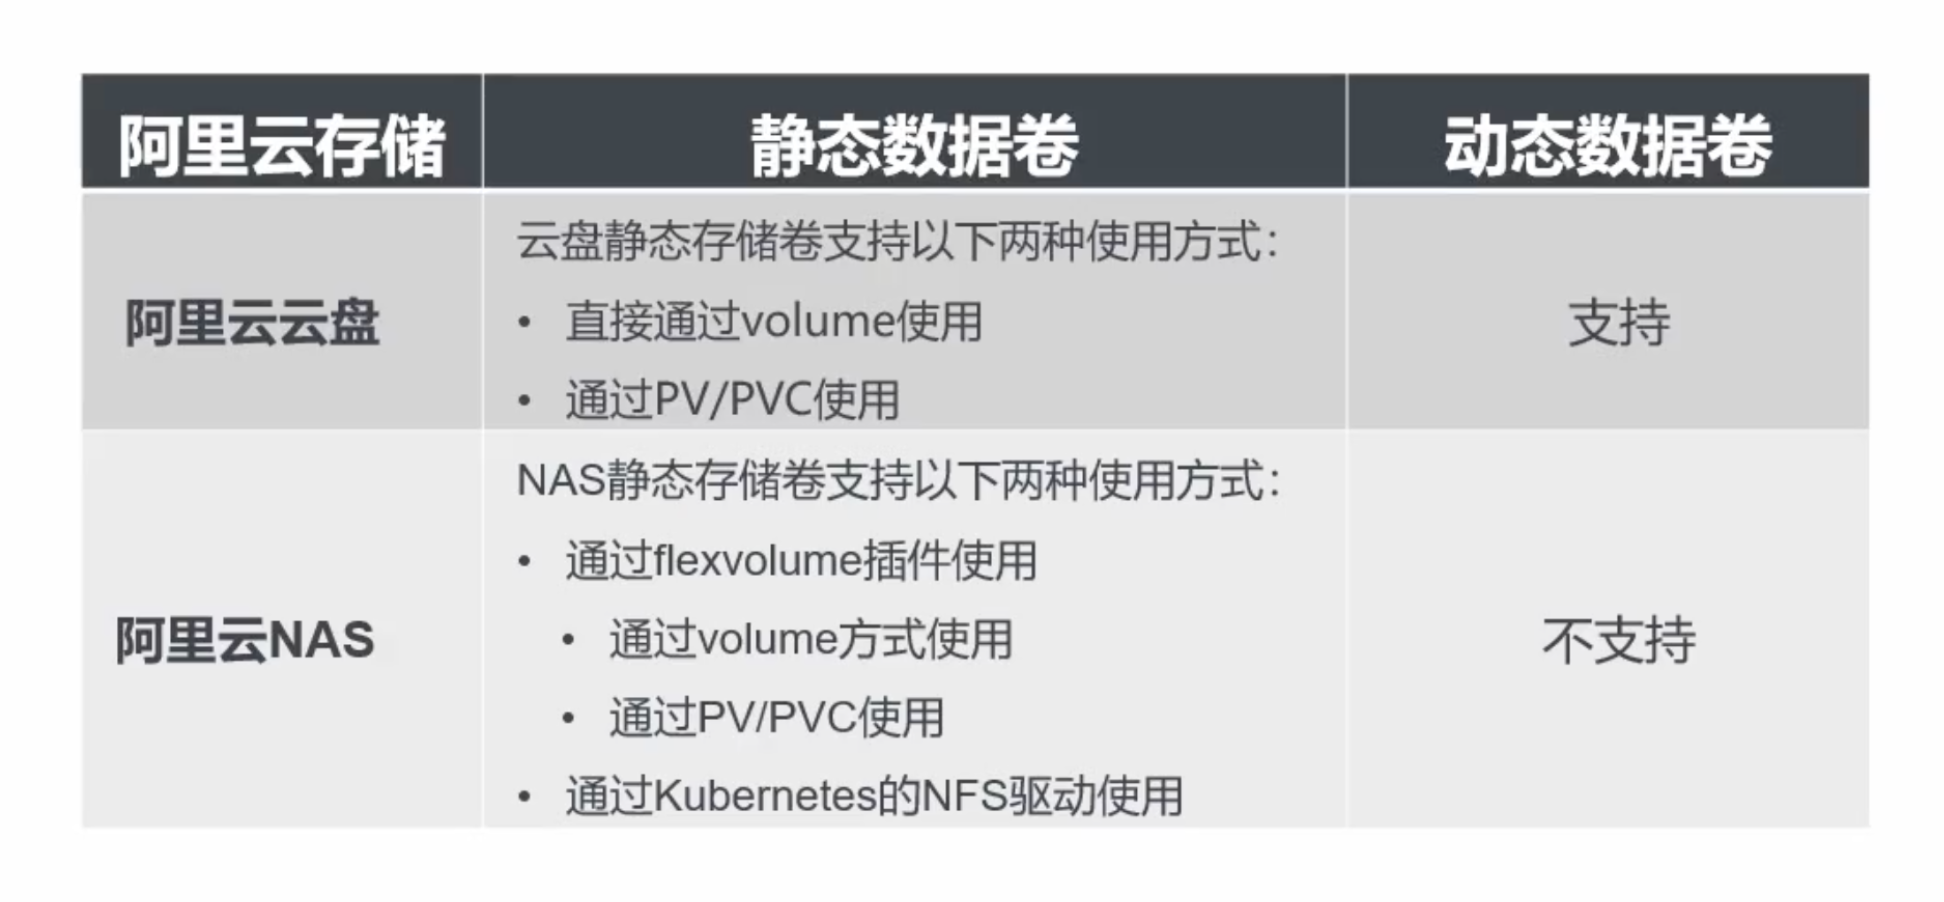 阿里云存储
静态数据卷
动态数据卷
阿里云云盘
云盘静态存储卷支持以下两种使用方式：
• 直接通过volume使用
• 通过PV/PVC使用
支持
阿里云NAS
NAS静态存储卷支持以下两种使用方式：
• 通过flexvolume插件使用
• 通过volume方式使用
• 通过PV/PVC使用
• 通过Kubernetes的NFS驱动使用
不支持